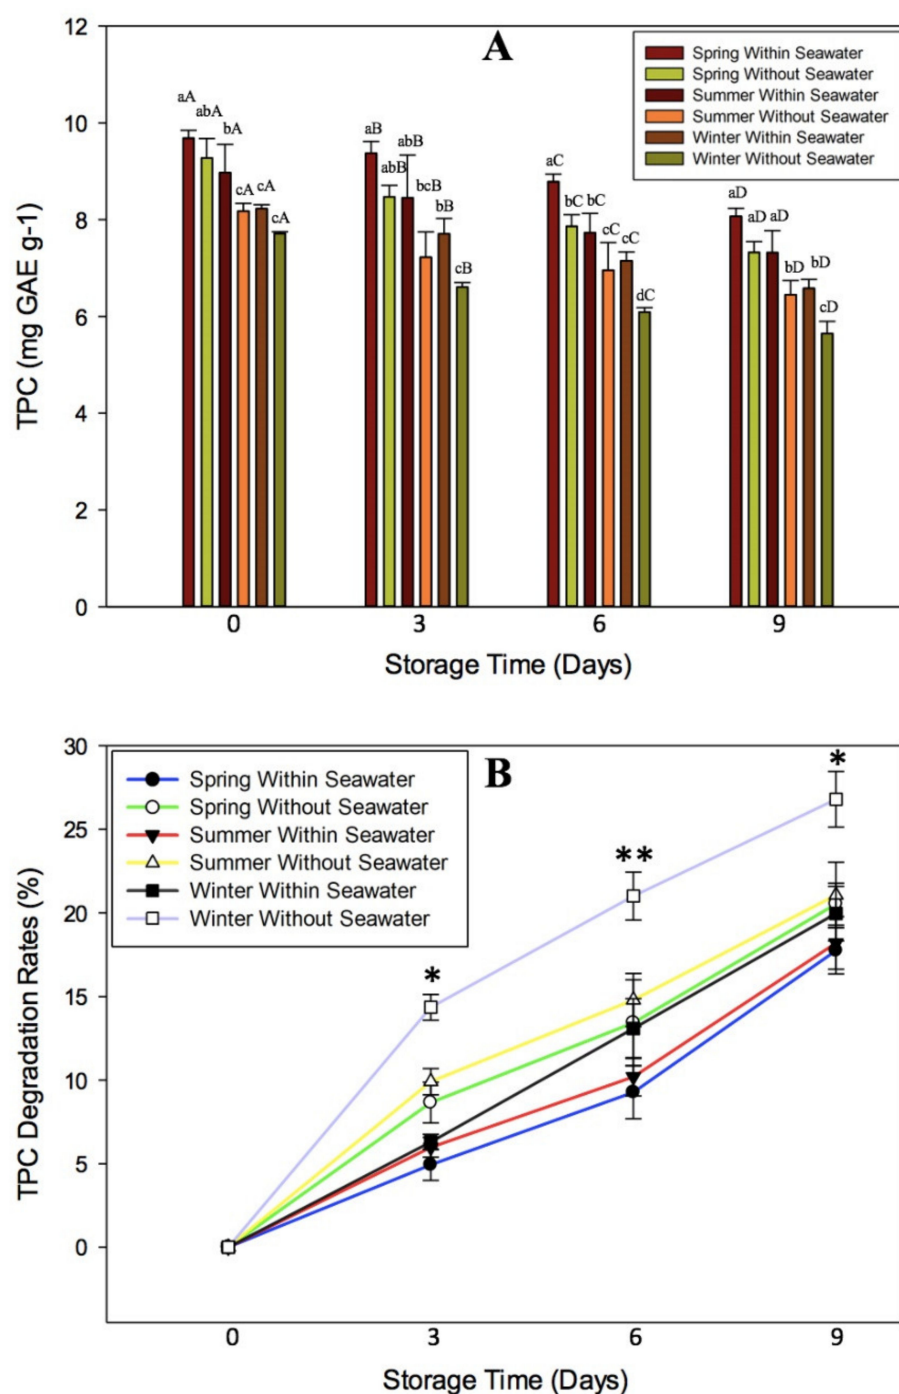 A
Spring Within Seawater
Spring Without Seawater
Summer Within Seawater
Summer Without Seawater
Winter Within Seawater
Winter Without Seawater
12
10
8
6
4
2
0
TPC (mg GAE g-1)
aA abA bA cA cA cA
aB abB abB bcB bB cB
aC bC bC cC cC dC
aD aD aD bD bD cD
0 3 6 9
Storage Time (Days)
B
Spring Within Seawater
Spring Without Seawater
Summer Within Seawater
Summer Without Seawater
Winter Within Seawater
Winter Without Seawater
30
25
20
15
10
5
0
TPC Degradation Rates (%)
* ** *
0 3 6 9
Storage Time (Days)